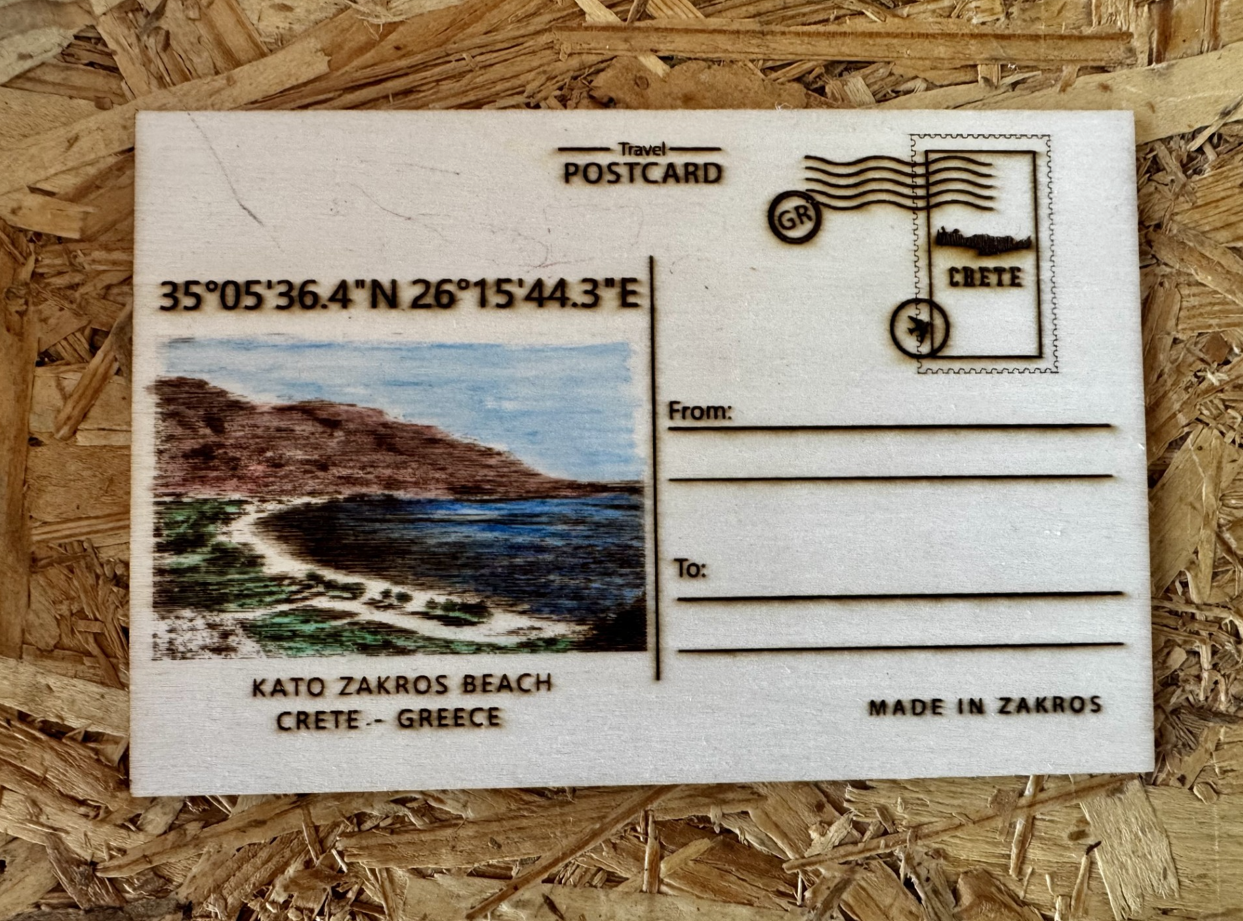 Travel
POSTCARD
GR
CRETE
35°05'36.4"N 26°15'44.3"E
From:
To:
KATO ZAKROS BEACH
CRETE - GREECE
MADE IN ZAKROS